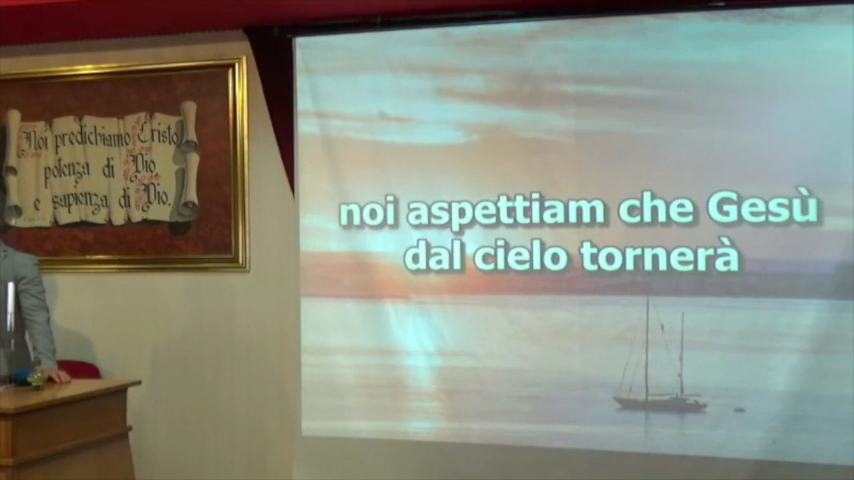 Noi predichiamo Cristo
potenza di Dio
e sapienza di Dio.
noi aspettiam che Gesù
dal cielo tornerà